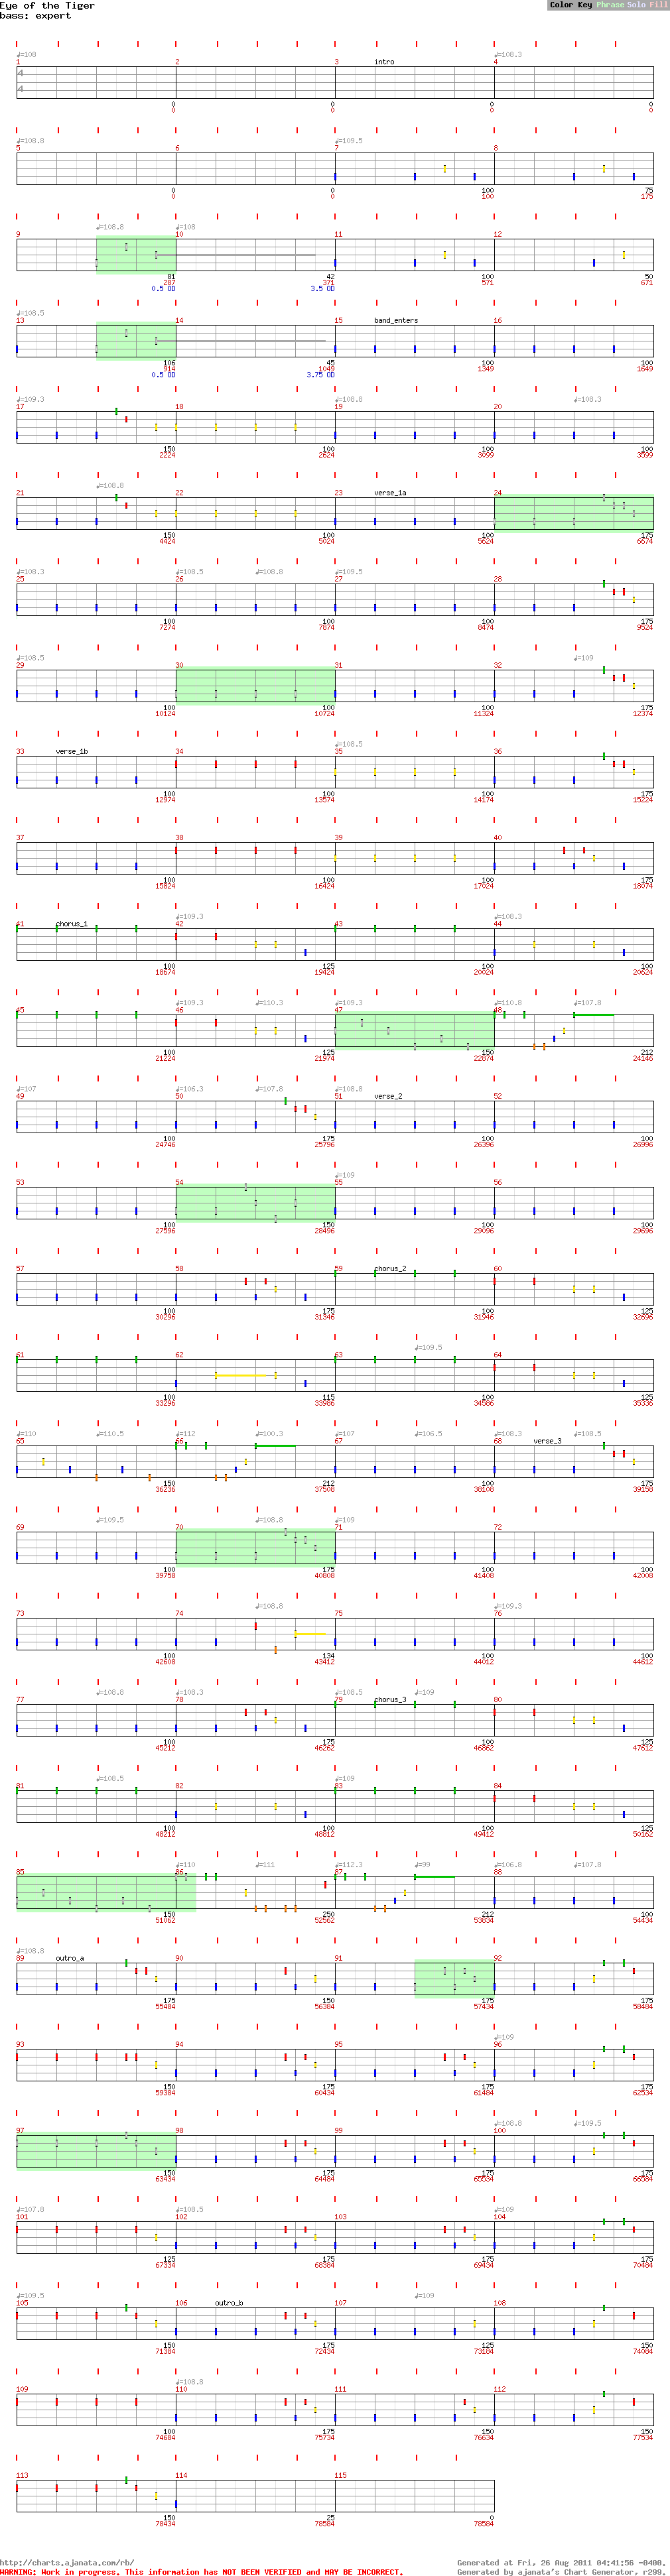 Eye of the Tiger
Color Key Phrase Solo Fill
bass: expert
♩=108 ♩=108.3
1 2 3 intro 4
4
4
0 0 0 0
0 0 0 0
♩=108.8 ♩=109.5
5 6 7 8
0 0 100 75
0 0 100 175
♩=108.8 ♩=108
9 10 11 12
81 42 100 50
287 371 571 671
0.5 OD 3.5 OD
♩=108.5
13 14 15 band_enters 16
106 45 100 100
914 1049 1349 1649
0.5 OD 3.75 OD
♩=109.3 ♩=108.8 ♩=108.3
17 18 19 20
150 100 100 100
2224 2624 3099 3599
♩=108.8
21 22 23 verse_1a 24
150 100 100 175
4424 5024 5624 6674
♩=108.3 ♩=108.5 ♩=108.8 ♩=109.5
25 26 27 28
100 100 100 175
7274 7874 8474 9524
♩=108.5 ♩=109
29 30 31 32
100 100 100 175
10124 10724 11324 12374
♩=108.5
33 verse_1b 34 35 36
100 100 100 175
12974 13574 14174 15224
37 38 39 40
100 100 100 175
15824 16424 17024 18074
♩=109.3 ♩=108.3
41 chorus_1 42 43 44
100 125 100 100
18674 19424 20024 20624
♩=109.3 ♩=110.3 ♩=109.3 ♩=110.8 ♩=107.8
45 46 47 48
100 125 150 212
21224 21974 22874 24146
♩=107 ♩=106.3 ♩=107.8 ♩=108.8
49 50 51 verse_2 52
100 175 100 100
24746 25796 26396 26996
♩=109
53 54 55 56
100 150 100 100
27596 28496 29096 29696
57 58 59 chorus_2 60
100 175 100 125
30296 31346 31946 32696
♩=109.5
61 62 63 64
100 115 100 125
33296 33986 34586 35336
♩=110 ♩=110.5 ♩=112 ♩=100.3 ♩=107 ♩=106.5 ♩=108.3 ♩=108.5
65 66 67 68 verse_3
150 212 100 175
36236 37508 38108 39158
♩=109.5 ♩=108.8 ♩=109
69 70 71 72
100 175 100 100
39758 40808 41408 42008
♩=108.8 ♩=109.3
73 74 75 76
100 134 100 100
42608 43412 44012 44612
♩=108.8 ♩=108.3 ♩=108.5 ♩=109
77 78 79 chorus_3 80
100 175 100 125
45212 46262 46862 47612
♩=108.5 ♩=109
81 82 83 84
100 100 100 125
48212 48812 49412 50162
♩=110 ♩=111 ♩=112.3 ♩=99 ♩=106.8 ♩=107.8
85 86 87 88
150 250 212 100
51062 52562 53834 54434
♩=108.8
89 outro_a 90 91 92
175 150 175 175
55484 56384 57434 58484
♩=109
93 94 95 96
150 175 175 175
59384 60434 61484 62534
♩=108.8 ♩=109.5
97 98 99 100
150 175 175 175
63434 64484 65534 66584
♩=107.8 ♩=108.5 ♩=109
101 102 103 104
125 175 175 175
67334 68384 69434 70484
♩=109.5 ♩=109
105 106 outro_b 107 108
150 175 125 150
71384 72434 73184 74084
♩=108.8
109 110 111 112
100 175 150 150
74684 75734 76634 77534
113 114 115
150 25 0
78434 78584 78584
http://charts.ajanata.com/rb/ Generated at Fri, 26 Aug 2011 04:41:56 -0400.
WARNING: Work in progress. This information has NOT BEEN VERIFIED and MAY BE INCORRECT. Generated by ajanata's Chart Generator, r299.